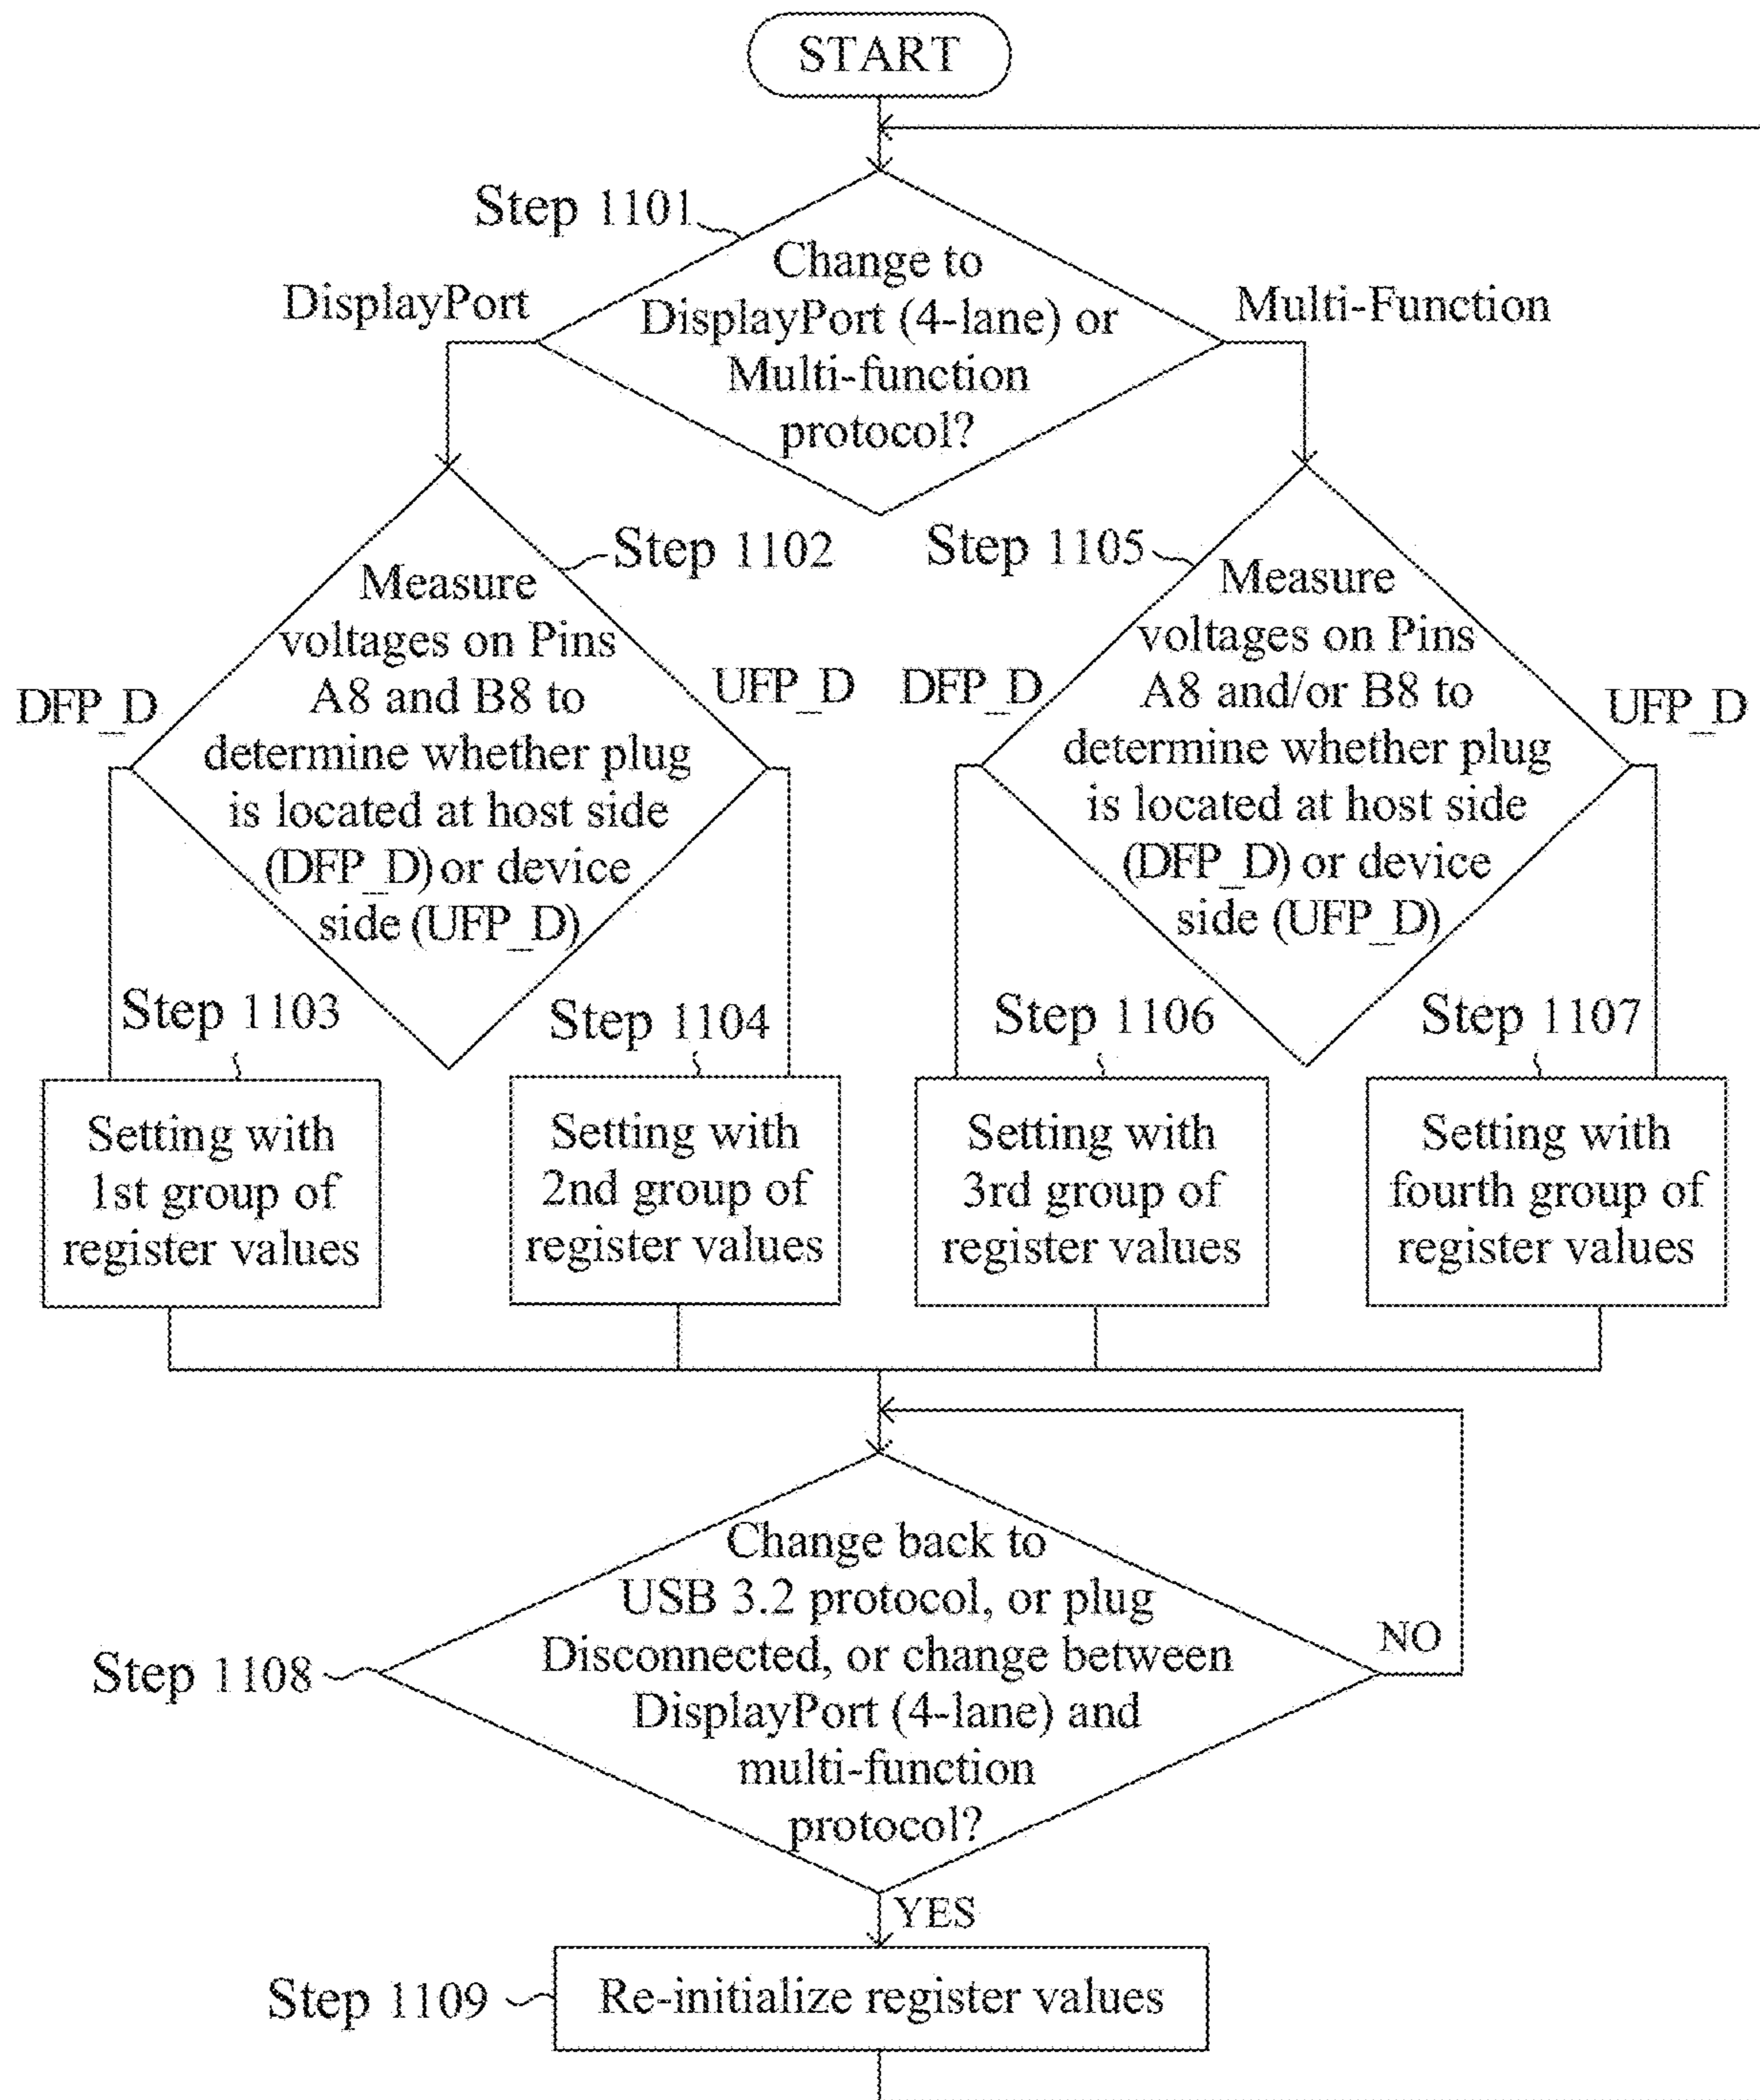 START
Step 1101
Change to
DisplayPort (4-lane) or
Multi-function
protocol?
DisplayPort
Multi-Function
Step 1102
Measure
voltages on Pins
A8 and B8 to
determine whether plug
is located at host side
(DFP_D) or device
side (UFP_D)
DFP_D
UFP_D
Step 1105
Measure
voltages on Pins
A8 and/or B8 to
determine whether plug
is located at host side
(DFP_D) or device
side (UFP_D)
DFP_D
UFP_D
Step 1103
Setting with
1st group of
register values
Step 1104
Setting with
2nd group of
register values
Step 1106
Setting with
3rd group of
register values
Step 1107
Setting with
fourth group of
register values
Step 1108
Change back to
USB 3.2 protocol, or plug
Disconnected, or change between
DisplayPort (4-lane) and
multi-function
protocol?
NO
YES
Step 1109
Re-initialize register values